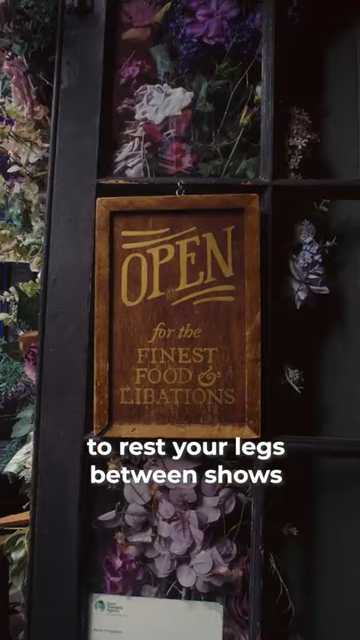 OPEN
for the
FINEST
FOOD &
LIBATIONS
to rest your legs
between shows